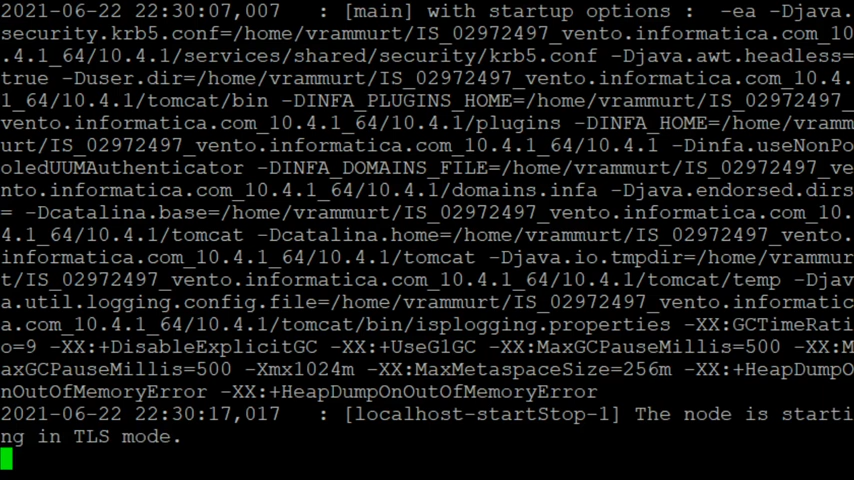 2021-06-22 22:30:07,007   : [main] with startup options :  -ea -Djava.
security.krb5.conf=/home/vrammurt/IS_02972497_vento.informatica.com_10
.4.1_64/10.4.1/services/shared/security/krb5.conf -Djava.awt.headless=
true -Duser.dir=/home/vrammurt/IS_02972497_vento.informatica.com_10.4.
1_64/10.4.1/tomcat/bin -DINFA_PLUGINS_HOME=/home/vrammurt/IS_02972497_
vento.informatica.com_10.4.1_64/10.4.1/plugins -DINFA_HOME=/home/vramm
urt/IS_02972497_vento.informatica.com_10.4.1_64/10.4.1 -Dinfa.useNonPo
oledUUMAuthenticator -DINFA_DOMAINS_FILE=/home/vrammurt/IS_02972497_ve
nto.informatica.com_10.4.1_64/10.4.1/domains.infa -Djava.endorsed.dirs
= -Dcatalina.base=/home/vrammurt/IS_02972497_vento.informatica.com_10.
4.1_64/10.4.1/tomcat -Dcatalina.home=/home/vrammurt/IS_02972497_vento.
informatica.com_10.4.1_64/10.4.1/tomcat -Djava.io.tmpdir=/home/vrammur
t/IS_02972497_vento.informatica.com_10.4.1_64/10.4.1/tomcat/temp -Djav
a.util.logging.config.file=/home/vrammurt/IS_02972497_vento.informatic
a.com_10.4.1_64/10.4.1/tomcat/bin/isplogging.properties -XX:GCTimeRati
o=9 -XX:+DisableExplicitGC -XX:+UseG1GC -XX:MaxGCPauseMillis=500 -XX:M
axGCPauseMillis=500 -Xmx1024m -XX:MaxMetaspaceSize=256m -XX:+HeapDumpO
nOutOfMemoryError -XX:+HeapDumpOnOutOfMemoryError
2021-06-22 22:30:17,017   : [localhost-startStop-1] The node is starti
ng in TLS mode.